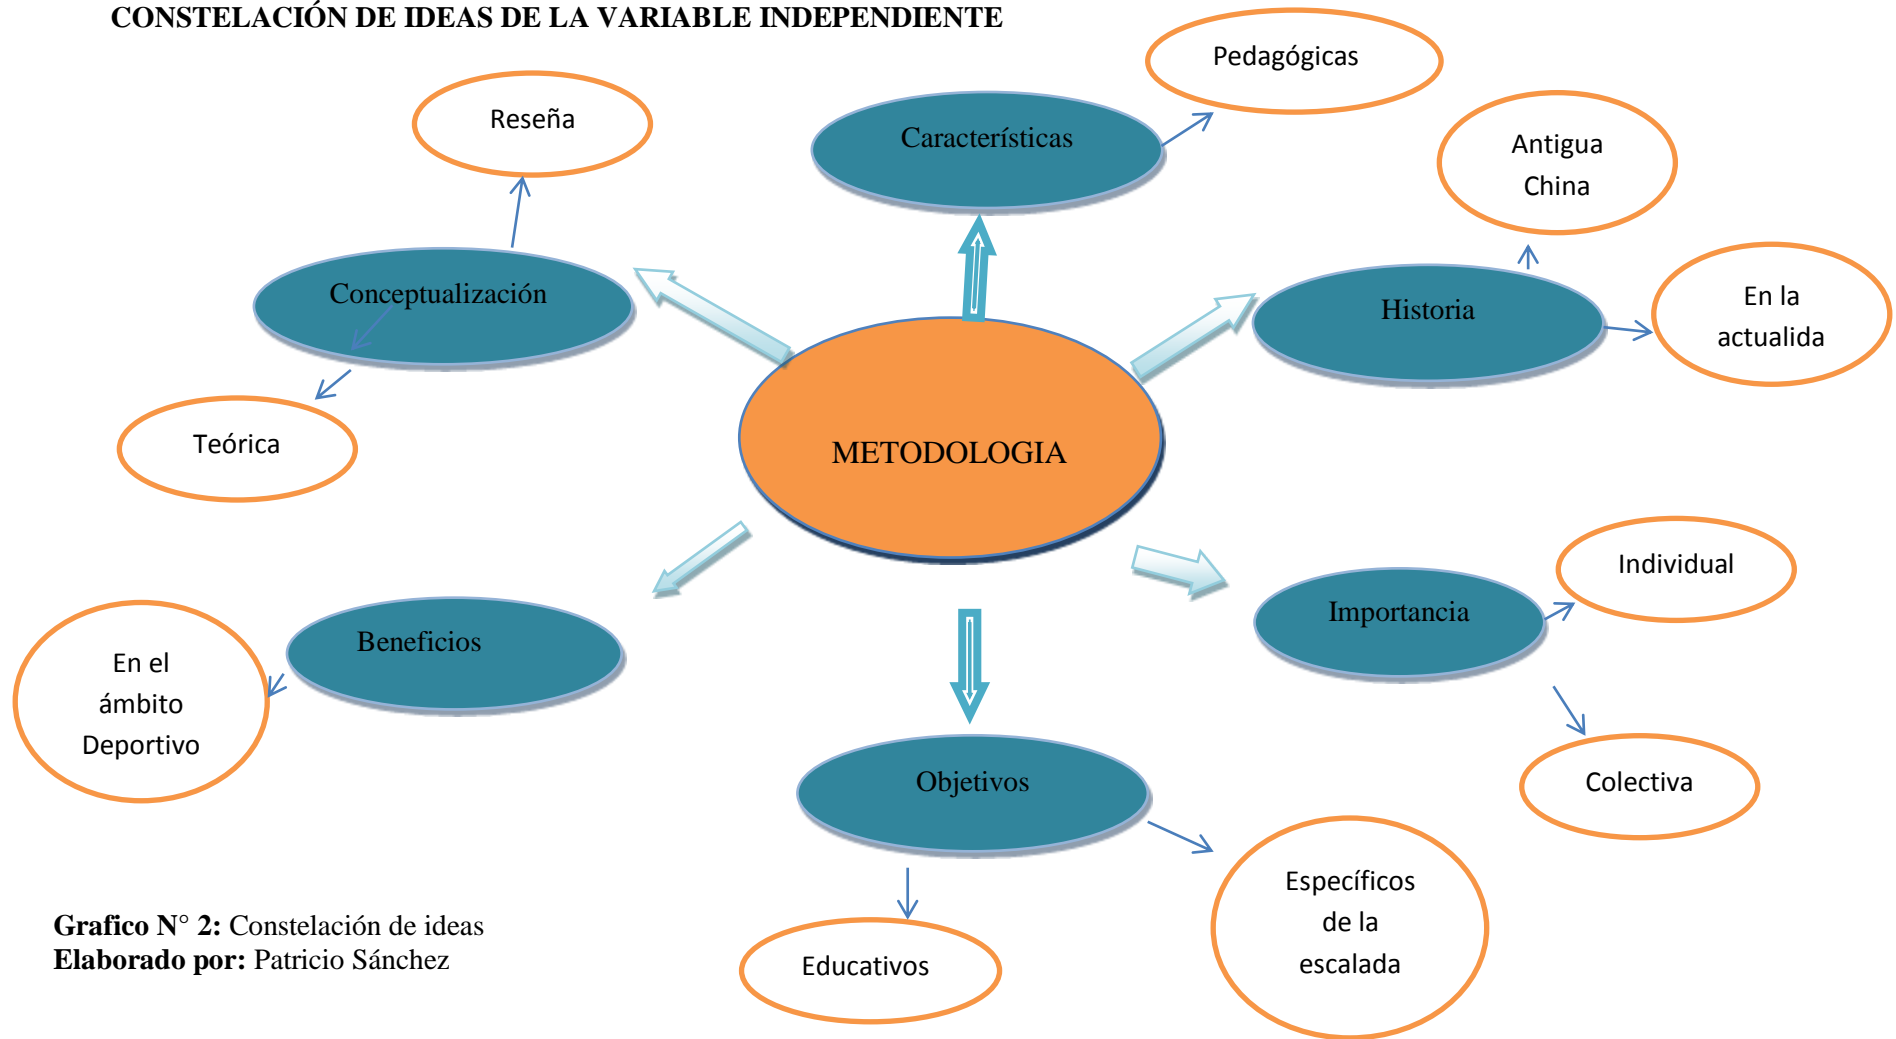 CONSTELACIÓN DE IDEAS DE LA VARIABLE INDEPENDIENTE
Pedagógicas
Reseña
Características
Antigua
China
Conceptualización
Historia
En la
actualida
Teórica
METODOLOGIA
Individual
Importancia
Beneficios
En el
ámbito
Deportivo
Objetivos
Colectiva
Específicos
de la
escalada
Educativos
Grafico N° 2: Constelación de ideas
Elaborado por: Patricio Sánchez